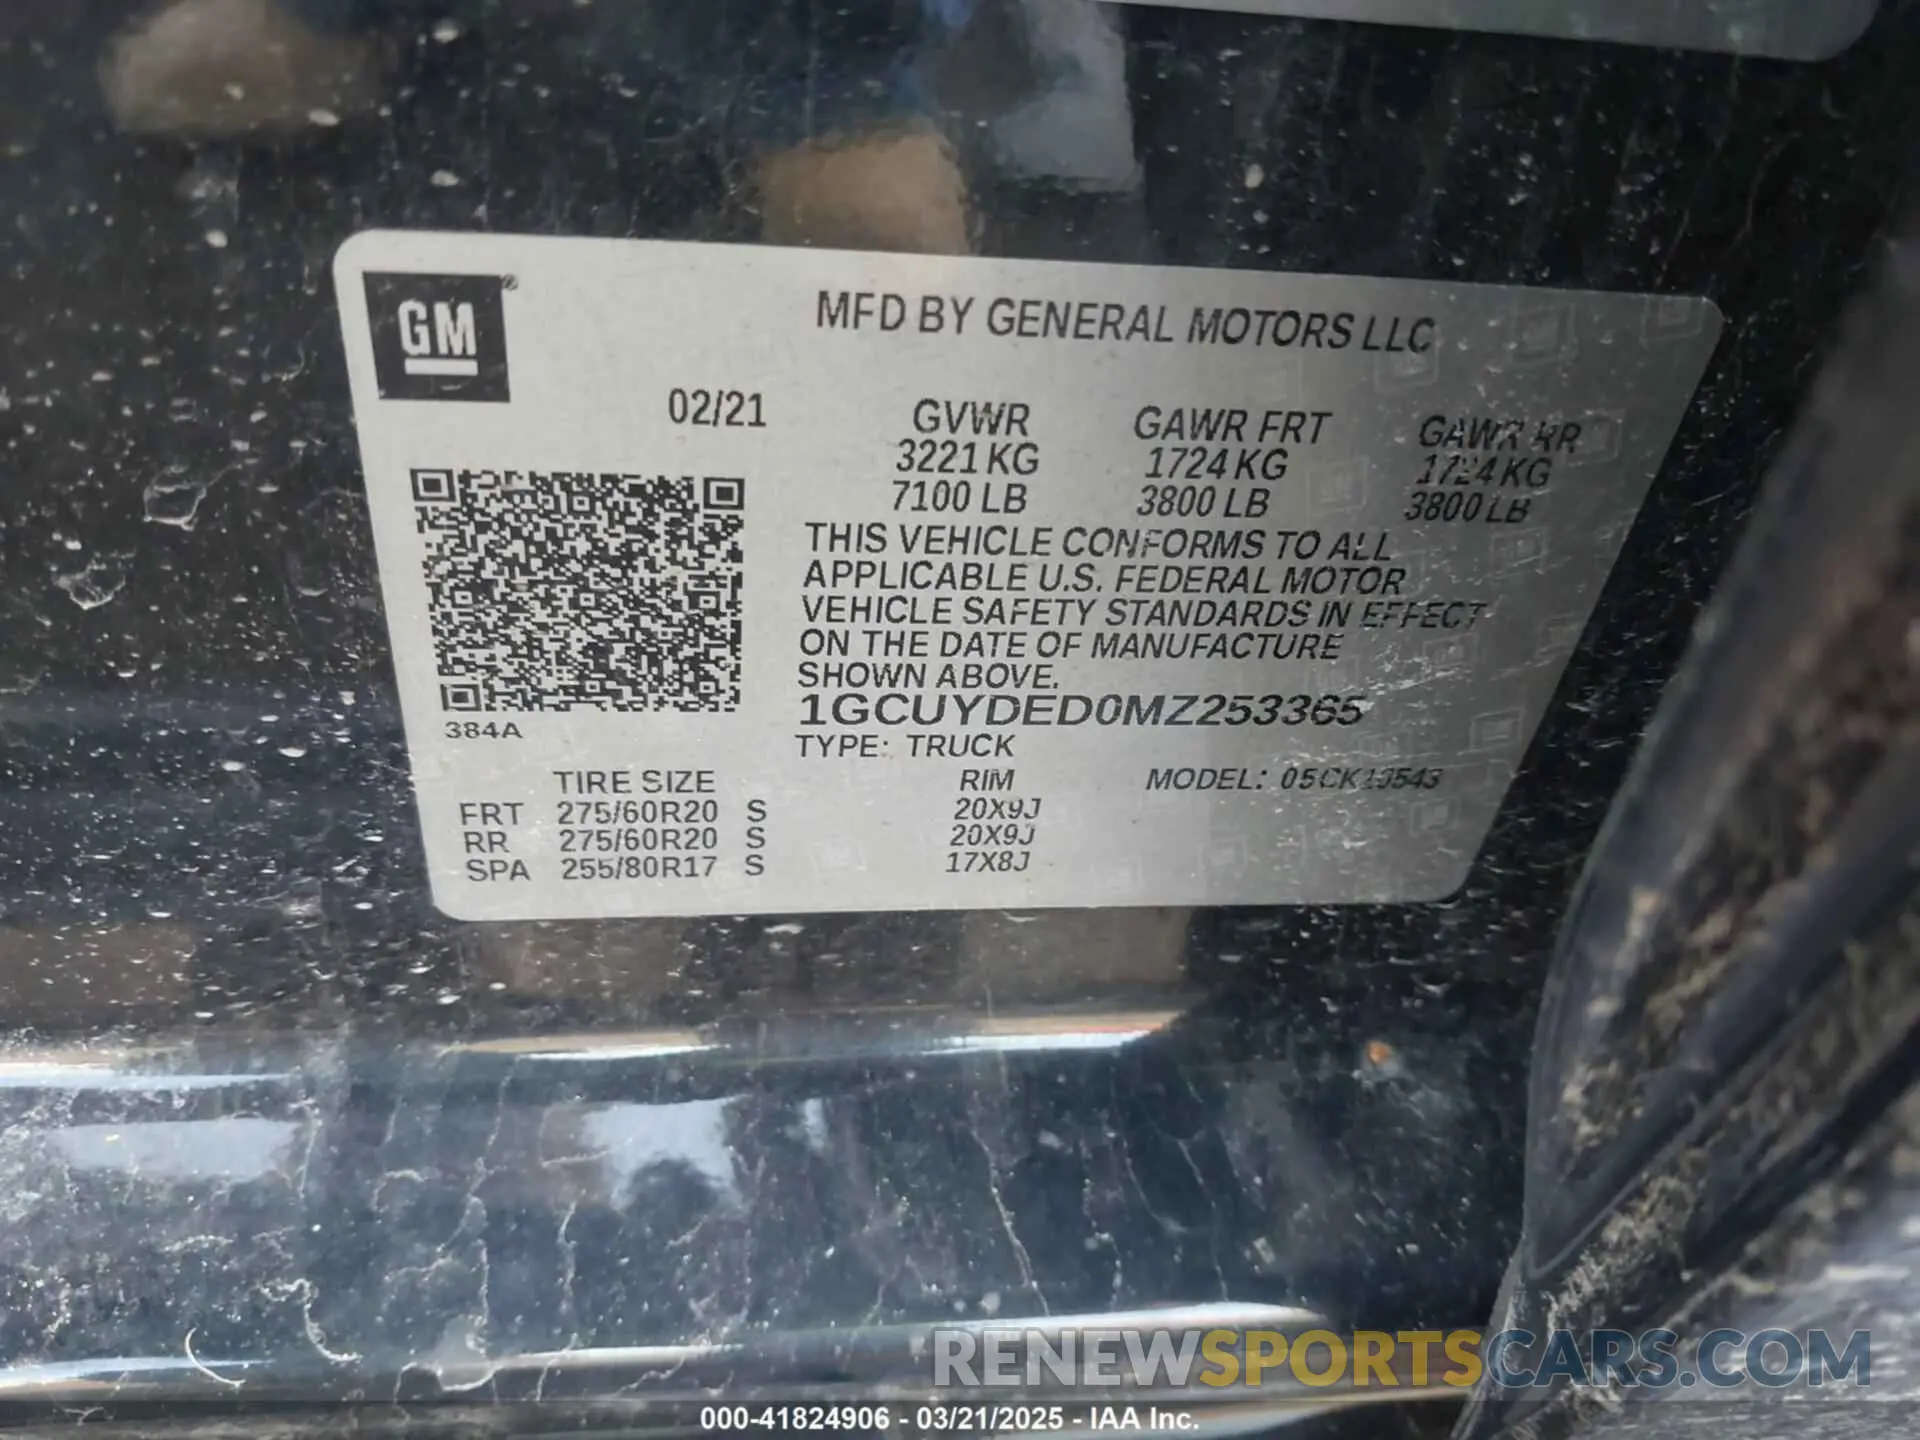 GM ®
MFD BY GENERAL MOTORS LLC
02/21 GVWR GAWR FRT GAWR RR
3221 KG 1724 KG 1724 KG
7100 LB 3800 LB 3800 LB
THIS VEHICLE CONFORMS TO ALL
APPLICABLE U.S. FEDERAL MOTOR
VEHICLE SAFETY STANDARDS IN EFFECT
ON THE DATE OF MANUFACTURE
SHOWN ABOVE.
1GCUYDED0MZ253365
384A
TYPE: TRUCK
TIRE SIZE RIM MODEL:
FRT 275/60R20 S 20X9J
RR 275/60R20 S 20X9J
SPA 255/80R17 S 17X8J
RENEWSPORTSCARS.COM
000-41824906 - 03/21/2025 - IAA Inc.